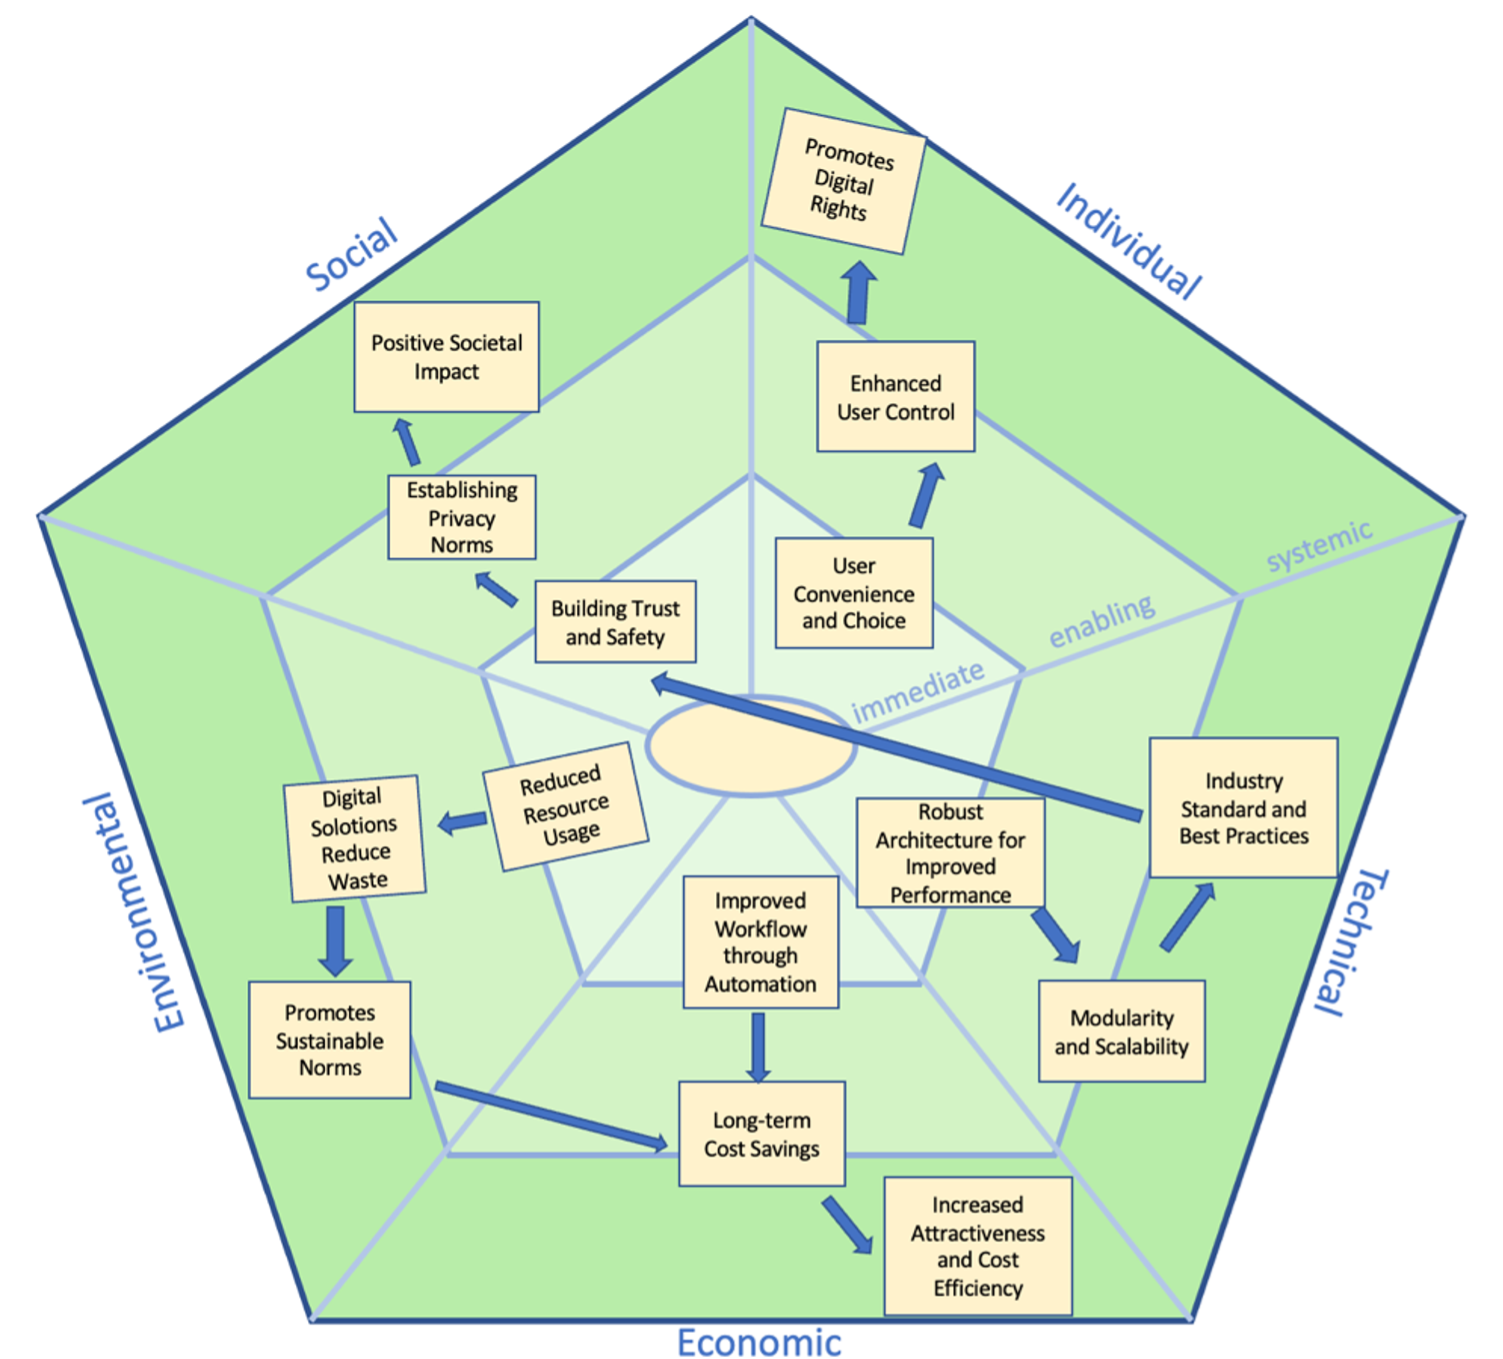 Social
Individual
Promotes
Digital
Rights
Positive Societal
Impact
Enhanced
User Control
Establishing
Privacy
Norms
User
Convenience
and Choice
Building Trust
and Safety
systemic
enabling
immediate
Reduced
Resource
Usage
Digital
Solotions
Reduce
Waste
Robust
Architecture for
Improved
Performance
Industry
Standard and
Best Practices
Environmental
Technical
Improved
Workflow
through
Automation
Promotes
Sustainable
Norms
Modularity
and Scalability
Long-term
Cost Savings
Increased
Attractiveness
and Cost
Efficiency
Economic